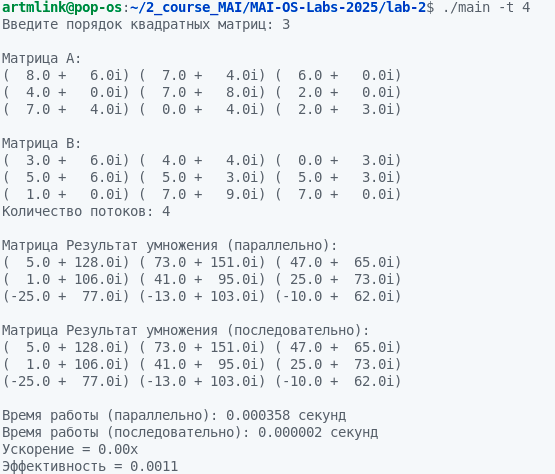 artmlink@pop-os:~/2_course_MAI/MAI-OS-Labs-2025/lab-2$ ./main -t 4
Введите порядок квадратных матриц: 3
Матрица A:
(  8.0 +   6.0i) (  7.0 +   4.0i) (  6.0 +   0.0i)
(  4.0 +   0.0i) (  7.0 +   8.0i) (  2.0 +   0.0i)
(  7.0 +   4.0i) (  0.0 +   4.0i) (  2.0 +   3.0i)
Матрица B:
(  3.0 +   6.0i) (  4.0 +   4.0i) (  0.0 +   3.0i)
(  5.0 +   6.0i) (  5.0 +   3.0i) (  5.0 +   3.0i)
(  1.0 +   0.0i) (  7.0 +   9.0i) (  7.0 +   0.0i)
Количество потоков: 4
Матрица Результат умножения (параллельно):
(  5.0 + 128.0i) ( 73.0 + 151.0i) ( 47.0 +  65.0i)
(  1.0 + 106.0i) ( 41.0 +  95.0i) ( 25.0 +  73.0i)
(-25.0 +  77.0i) (-13.0 + 103.0i) (-10.0 +  62.0i)
Матрица Результат умножения (последовательно):
(  5.0 + 128.0i) ( 73.0 + 151.0i) ( 47.0 +  65.0i)
(  1.0 + 106.0i) ( 41.0 +  95.0i) ( 25.0 +  73.0i)
(-25.0 +  77.0i) (-13.0 + 103.0i) (-10.0 +  62.0i)
Время работы (параллельно): 0.000358 секунд
Время работы (последовательно): 0.000002 секунд
Ускорение = 0.00x
Эффективность = 0.0011